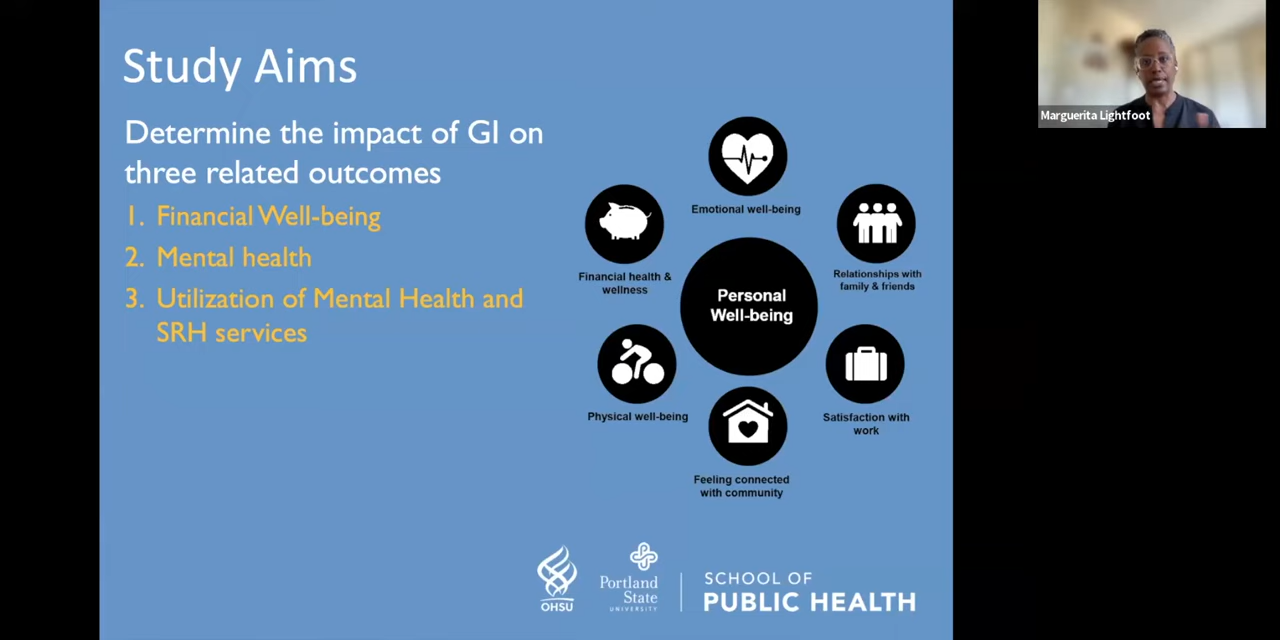 Study Aims
Determine the impact of GI on
three related outcomes
1. Financial Well-being
2. Mental health
3. Utilization of Mental Health and
SRH services
Emotional well-being
Financial health &
wellness
Relationships with
family & friends
Personal
Well-being
Physical well-being
Satisfaction with
work
Feeling connected
with community
OHSU
Portland
State
UNIVERSITY
SCHOOL OF
PUBLIC HEALTH
Marguerita Lightfoot